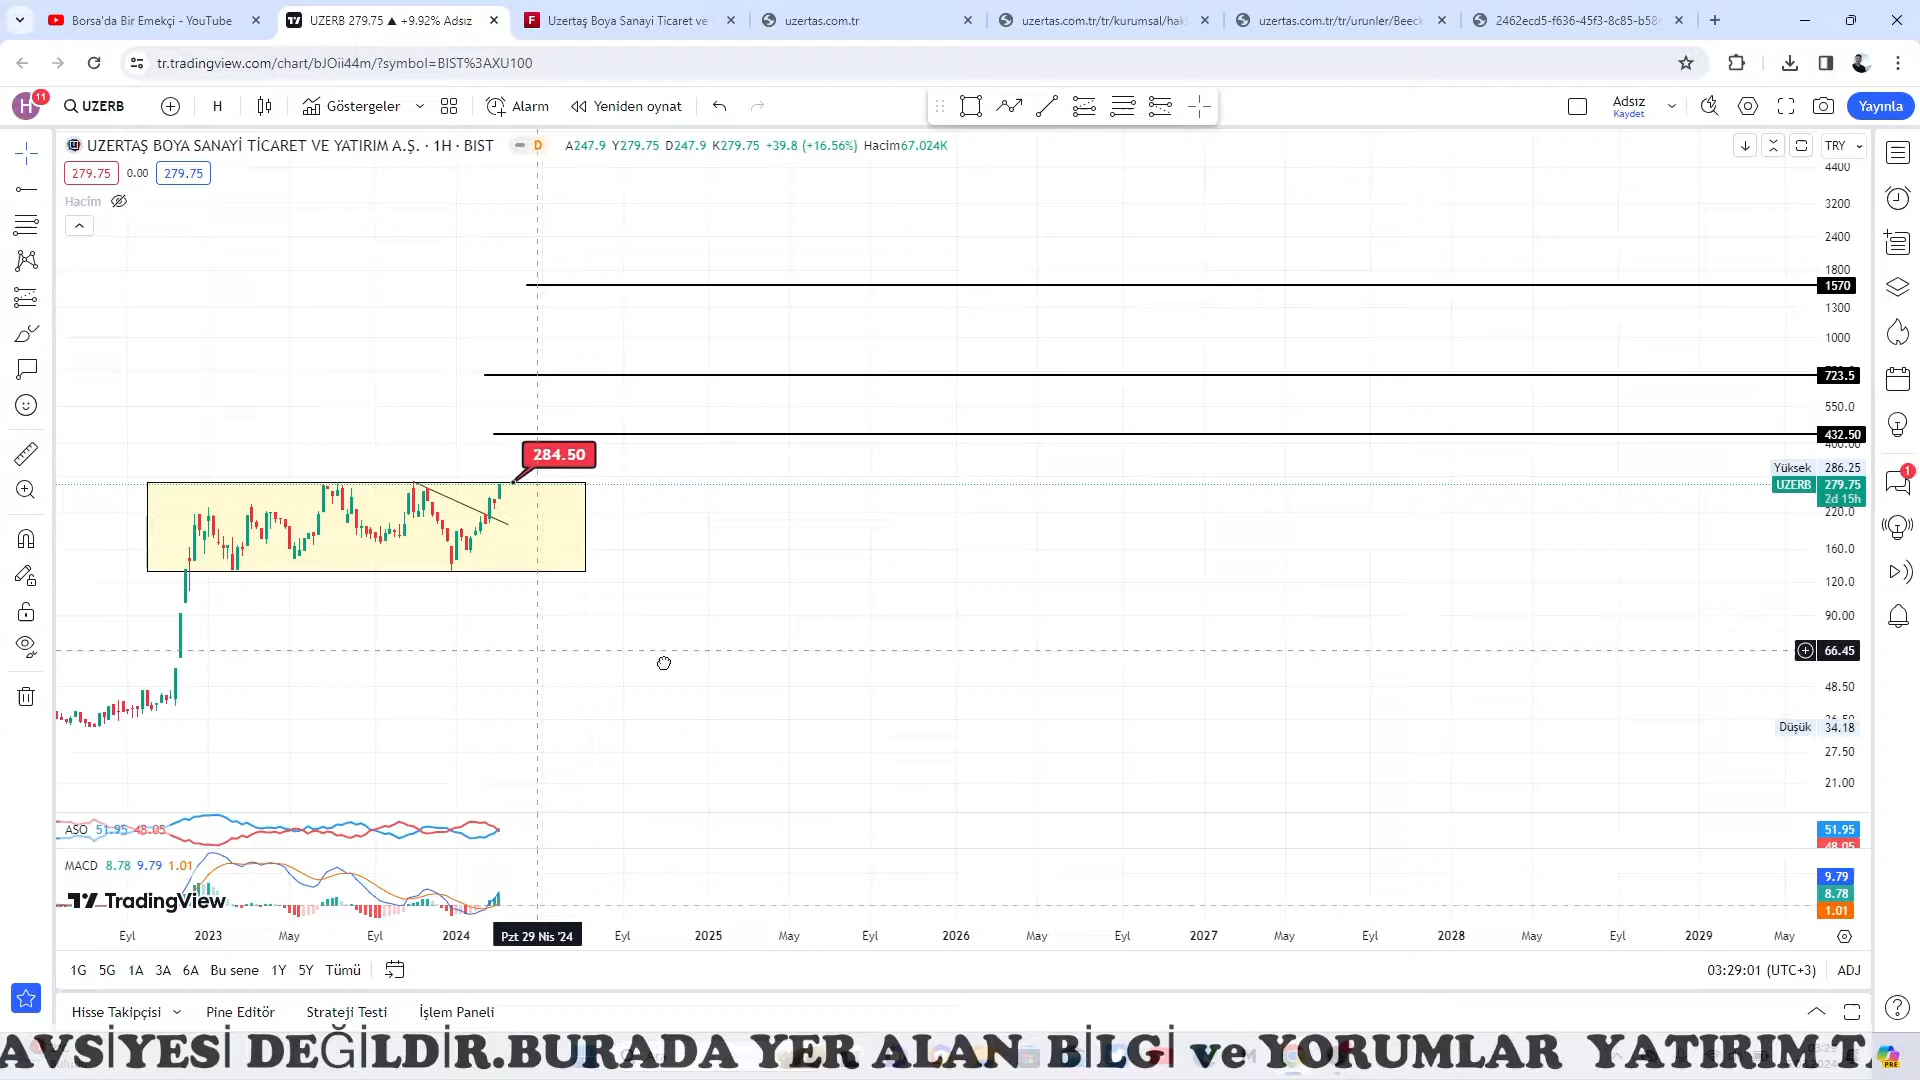 Borsa'da Bir Emekçi - YouTube
UZERB 279.75 ▲ +9.92% Adsız
Uzertaş Boya Sanayi Ticaret ve
uzertas.com.tr
uzertas.com.tr/tr/kurumsal/hak
uzertas.com.tr/tr/urunler/Beeck
2462ecd5-f636-45f3-8c85-b58
tr.tradingview.com/chart/bJOii44m/?symbol=BIST%3AXU100
H 11
UZERB
H
Göstergeler
Alarm
Yeniden oynat
Adsız
Kaydet
Yayınla
UZERTAŞ BOYA SANAYİ TİCARET VE YATIRIM A.Ş. · 1H · BIST
D
A247.9 Y279.75 D247.9 K279.75 +39.8 (+16.56%) Hacim67.024K
TRY
279.75 0.00 279.75
Hacim
4400
3200
2400
1800
1570
1300
1000
723.5
550.0
432.50
400.00
284.50
Yüksek 286.25
UZERB 279.75
2d 15h
220.0
160.0
120.0
90.00
66.45
48.50
Düşük 34.18
27.50
21.00
ASO 51.95 48.05
51.95
48.05
MACD 8.78 9.79 1.01
9.79
8.78
1.01
TradingView
Eyl 2023 May Eyl 2024 Pzt 29 Nis '24 Eyl 2025 May Eyl 2026 May Eyl 2027 May Eyl 2028 May Eyl 2029 May
1G 5G 1A 3A 6A Bu sene 1Y 5Y Tümü
03:29:01 (UTC+3) ADJ
1
Hisse Takipçisi Pine Editör Strateji Testi İşlem Paneli
AVSİYESİ DEĞİLDİR.BURADA YER ALAN BİLGİ ve YORUMLAR YATIRIM T
PRE